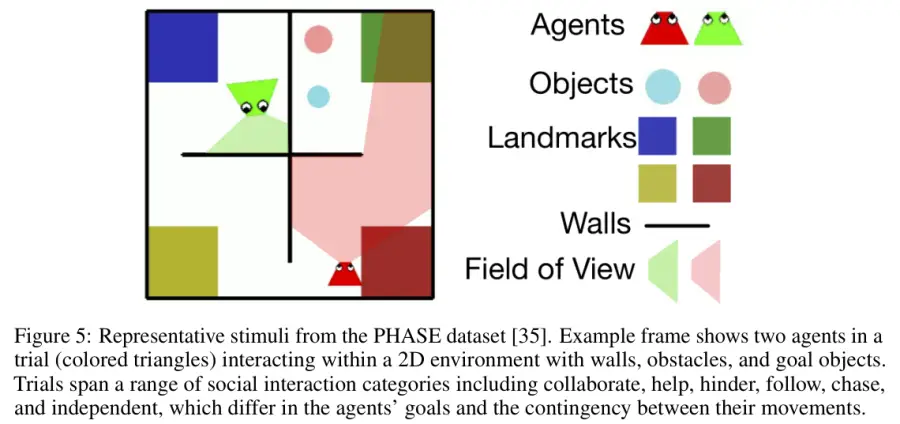 Agents
Objects
Landmarks
Walls
Field of View
Figure 5: Representative stimuli from the PHASE dataset [35]. Example frame shows two agents in a
trial (colored triangles) interacting within a 2D environment with walls, obstacles, and goal objects.
Trials span a range of social interaction categories including collaborate, help, hinder, follow, chase,
and independent, which differ in the agents’ goals and the contingency between their movements.